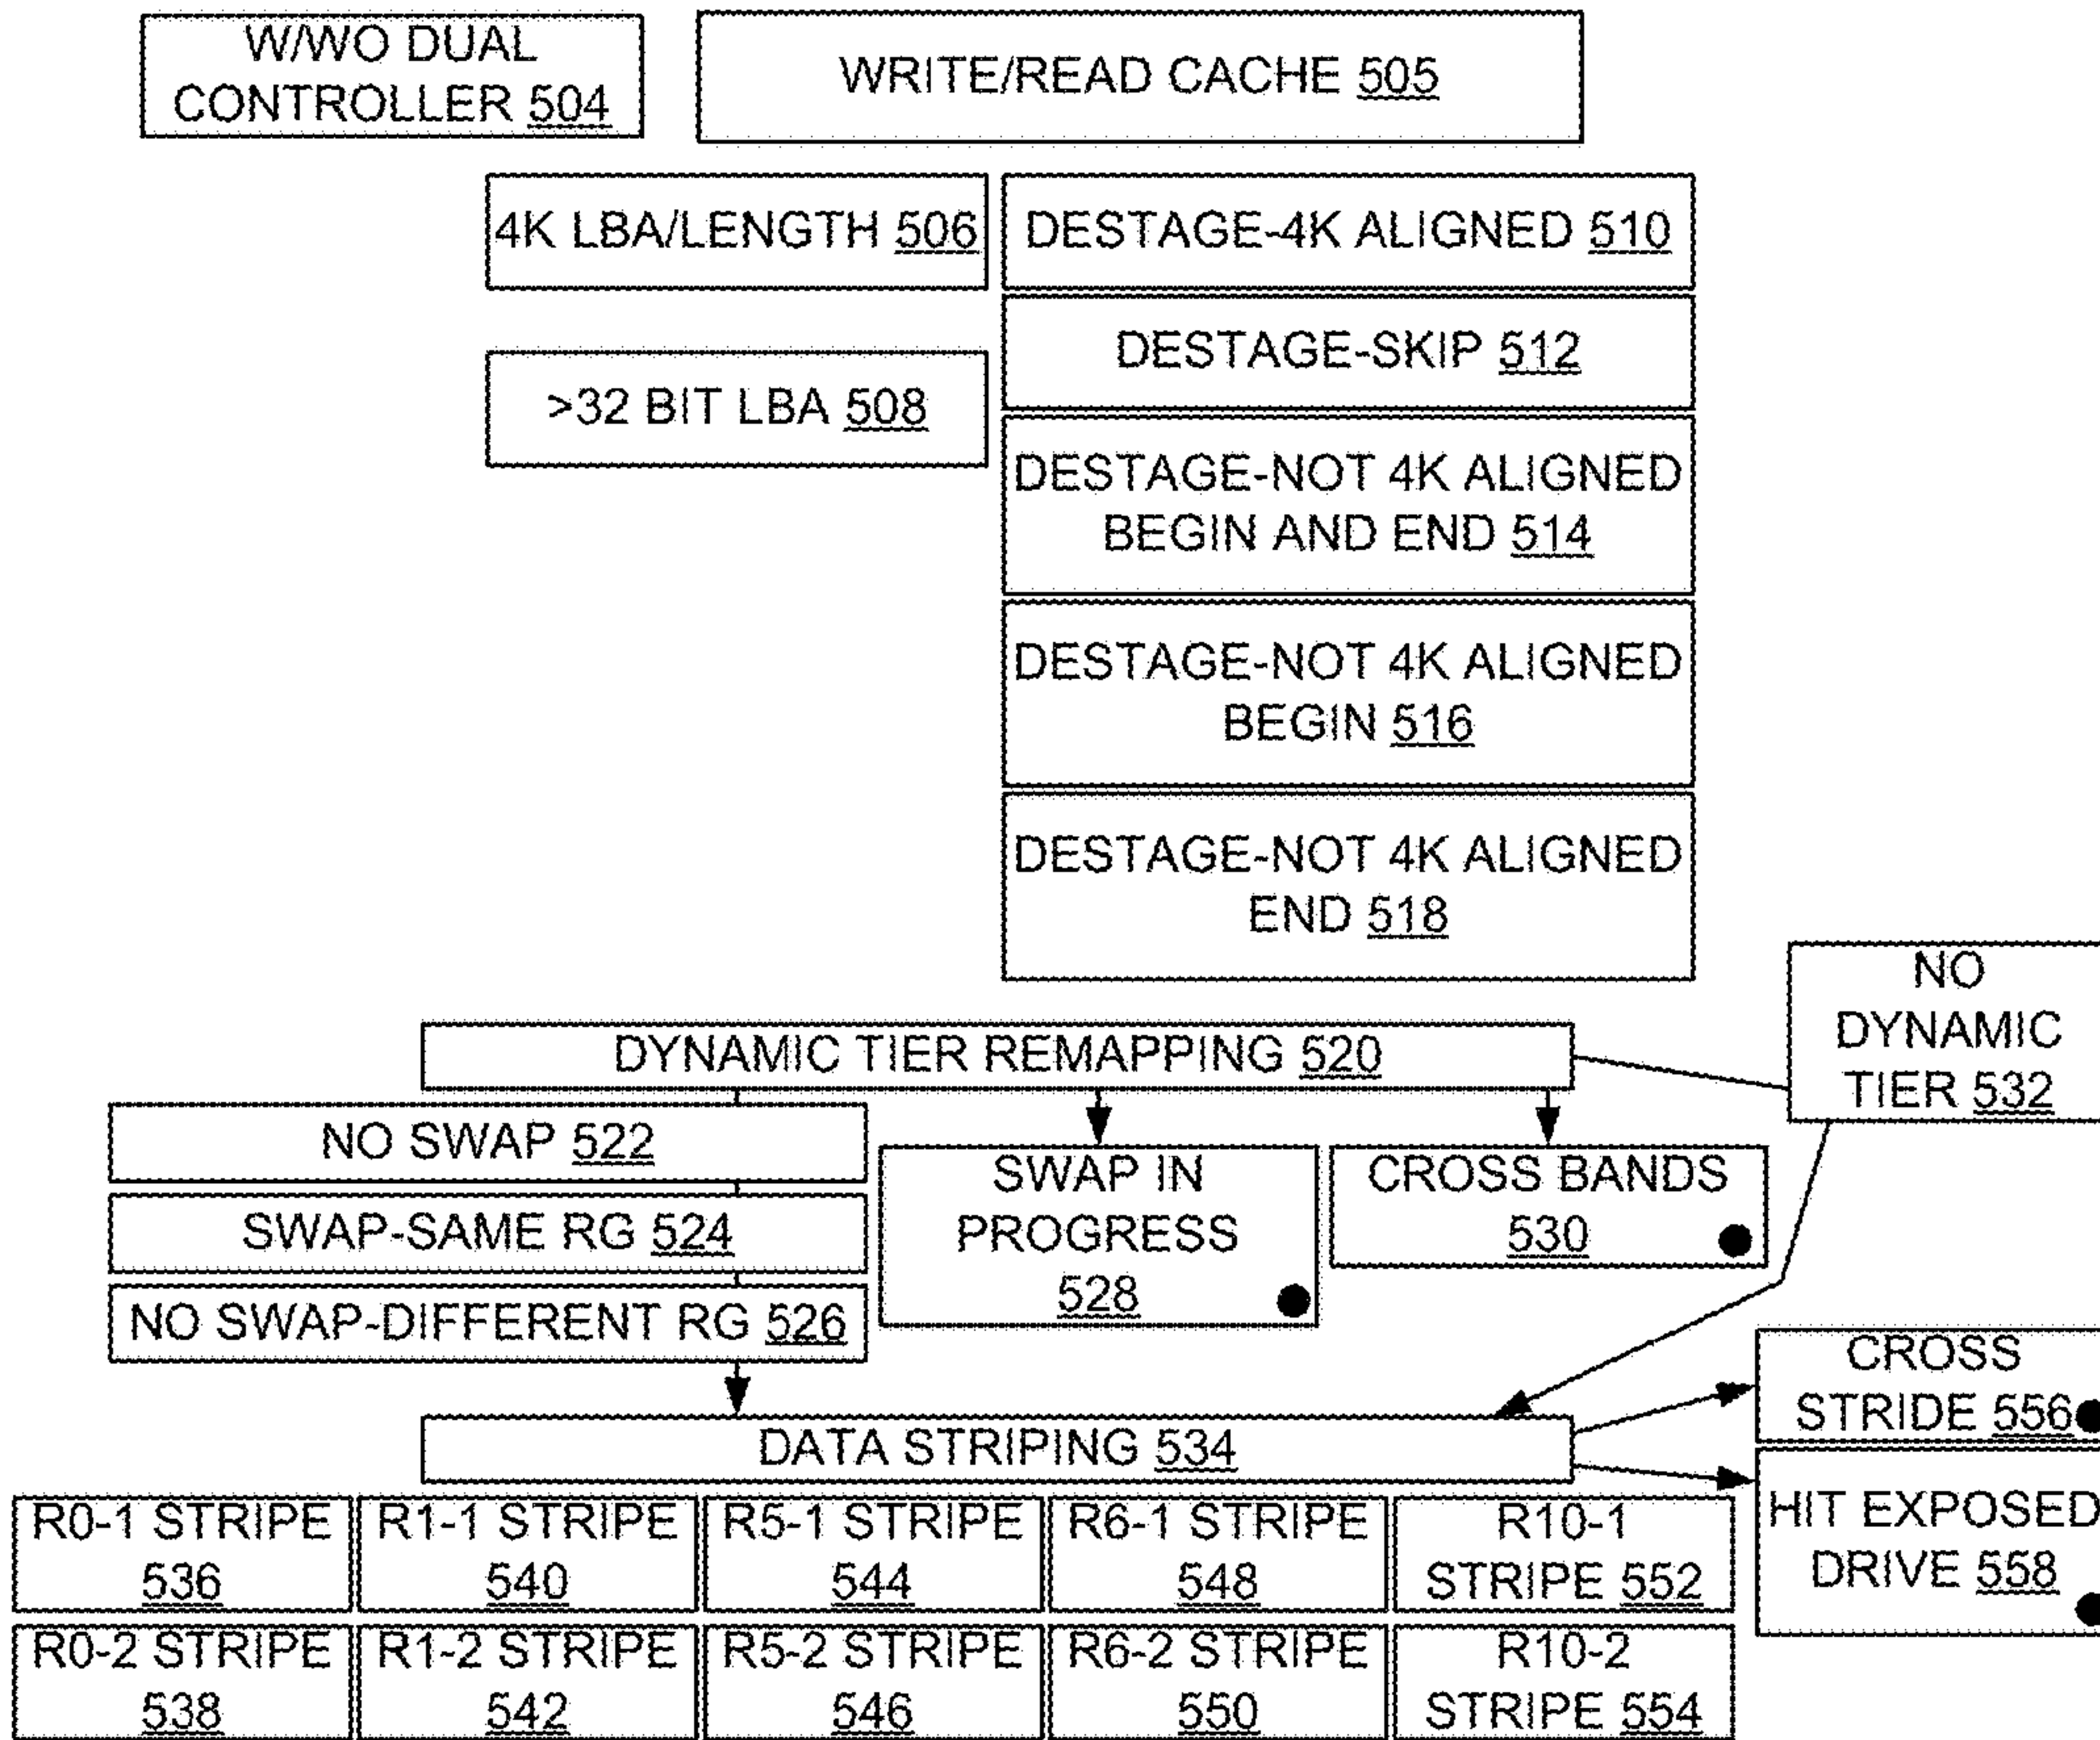 W/WO DUAL
CONTROLLER 504
WRITE/READ CACHE 505
4K LBA/LENGTH 506
DESTAGE-4K ALIGNED 510
DESTAGE-SKIP 512
>32 BIT LBA 508
DESTAGE-NOT 4K ALIGNED
BEGIN AND END 514
DESTAGE-NOT 4K ALIGNED
BEGIN 516
DESTAGE-NOT 4K ALIGNED
END 518
NO
DYNAMIC
TIER 532
DYNAMIC TIER REMAPPING 520
NO SWAP 522
SWAP-SAME RG 524
NO SWAP-DIFFERENT RG 526
SWAP IN
PROGRESS
528
CROSS BANDS
530
CROSS
STRIDE 556
DATA STRIPING 534
HIT EXPOSED
DRIVE 558
R0-1 STRIPE
536
R1-1 STRIPE
540
R5-1 STRIPE
544
R6-1 STRIPE
548
R10-1
STRIPE 552
R0-2 STRIPE
538
R1-2 STRIPE
542
R5-2 STRIPE
546
R6-2 STRIPE
550
R10-2
STRIPE 554